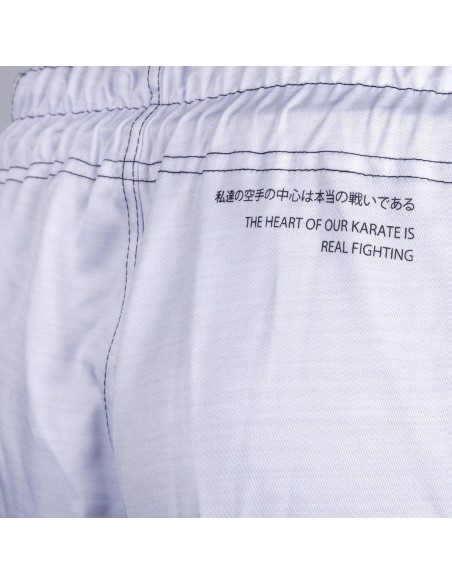 私達の空手の中心は本当の戦いである
THE HEART OF OUR KARATE IS
REAL FIGHTING